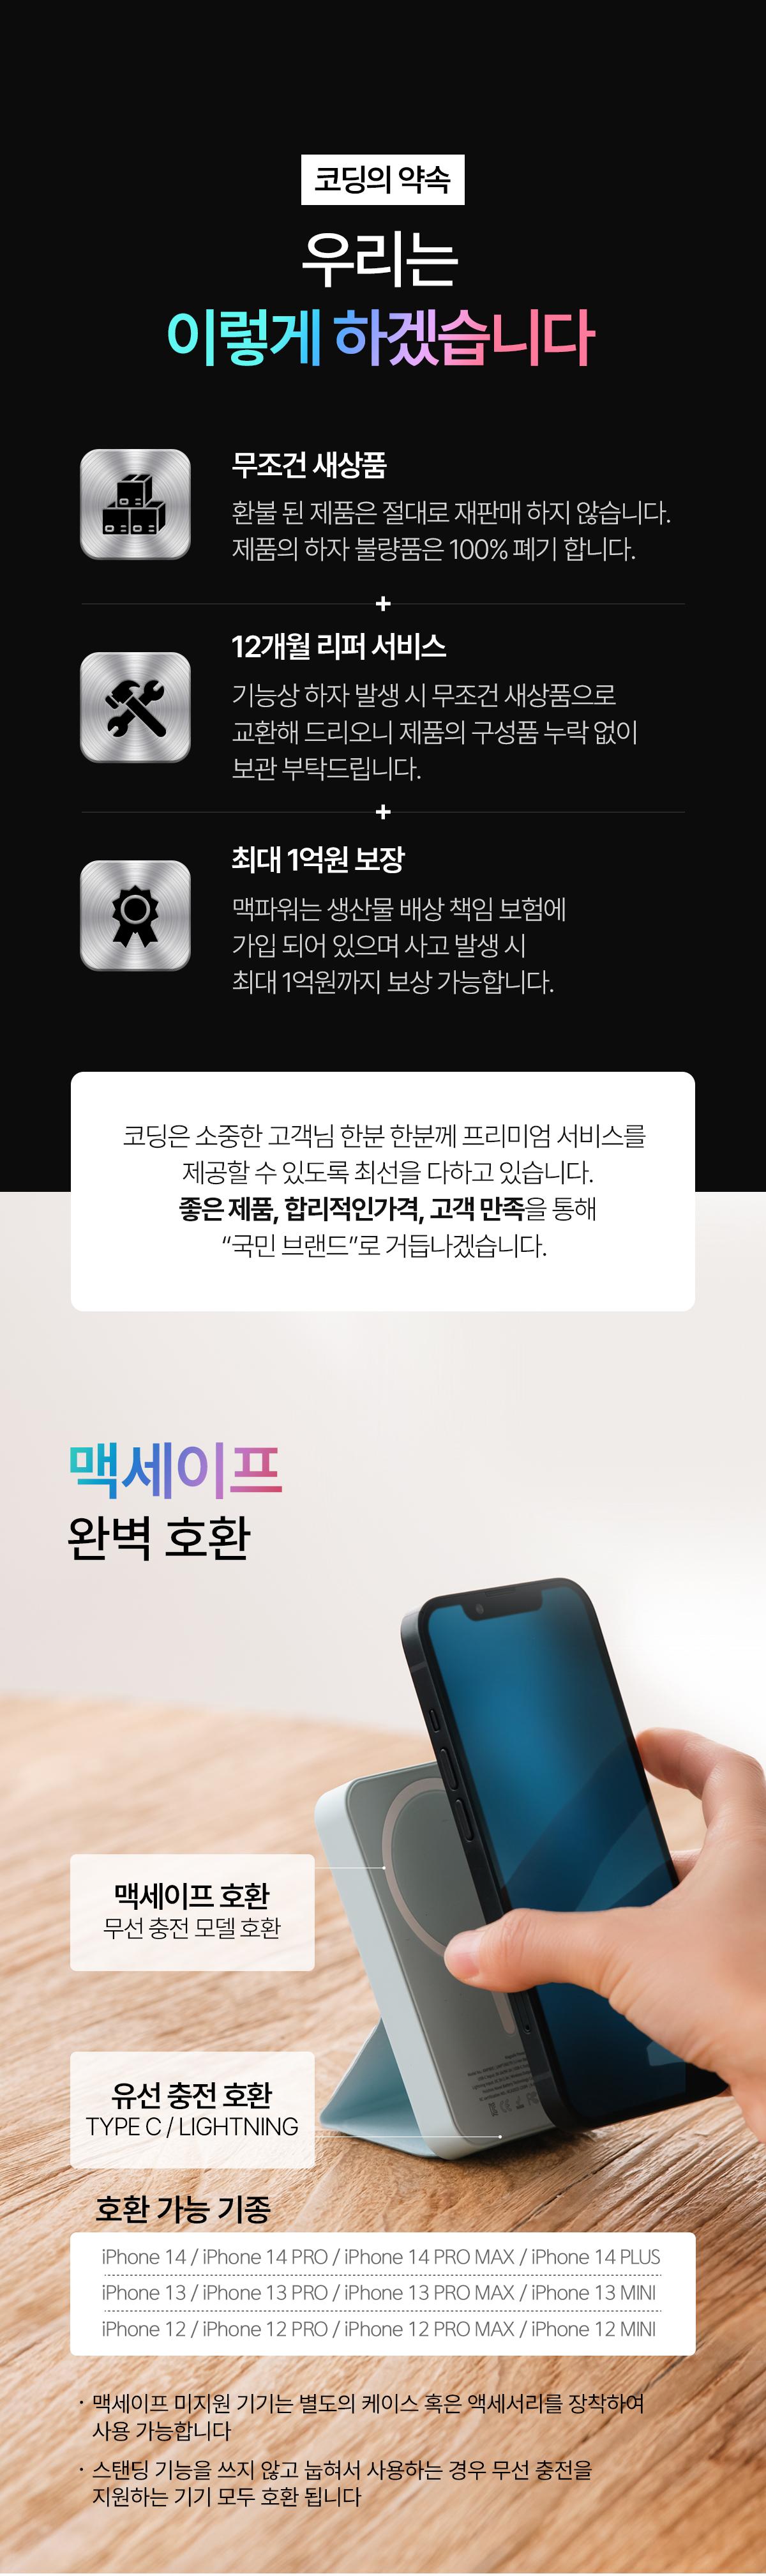 코딩의 약속
우리는
이렇게 하겠습니다
무조건 새상품
환불 된 제품은 절대로 재판매 하지 않습니다.
제품의 하자 불량품은 100% 폐기 합니다.
12개월 리퍼 서비스
기능상 하자 발생 시 무조건 새상품으로
교환해 드리오니 제품의 구성품 누락 없이
보관 부탁드립니다.
최대 1억원 보장
맥파워는 생산물 배상 책임 보험에
가입 되어 있으며 사고 발생 시
최대 1억원까지 보상 가능합니다.
코딩은 소중한 고객님 한분 한분께 프리미엄 서비스를
제공할 수 있도록 최선을 다하고 있습니다.
좋은 제품, 합리적인가격, 고객 만족을 통해
“국민 브랜드”로 거듭나겠습니다.
맥세이프
완벽 호환
맥세이프 호환
무선 충전 모델 호환
유선 충전 호환
TYPE C / LIGHTNING
호환 가능 기종
iPhone 14 / iPhone 14 PRO / iPhone 14 PRO MAX / iPhone 14 PLUS
iPhone 13 / iPhone 13 PRO / iPhone 13 PRO MAX / iPhone 13 MINI
iPhone 12 / iPhone 12 PRO / iPhone 12 PRO MAX / iPhone 12 MINI
· 맥세이프 미지원 기기는 별도의 케이스 혹은 액세서리를 장착하여
사용 가능합니다
· 스탠딩 기능을 쓰지 않고 눕혀서 사용하는 경우 무선 충전을
지원하는 기기 모두 호환 됩니다